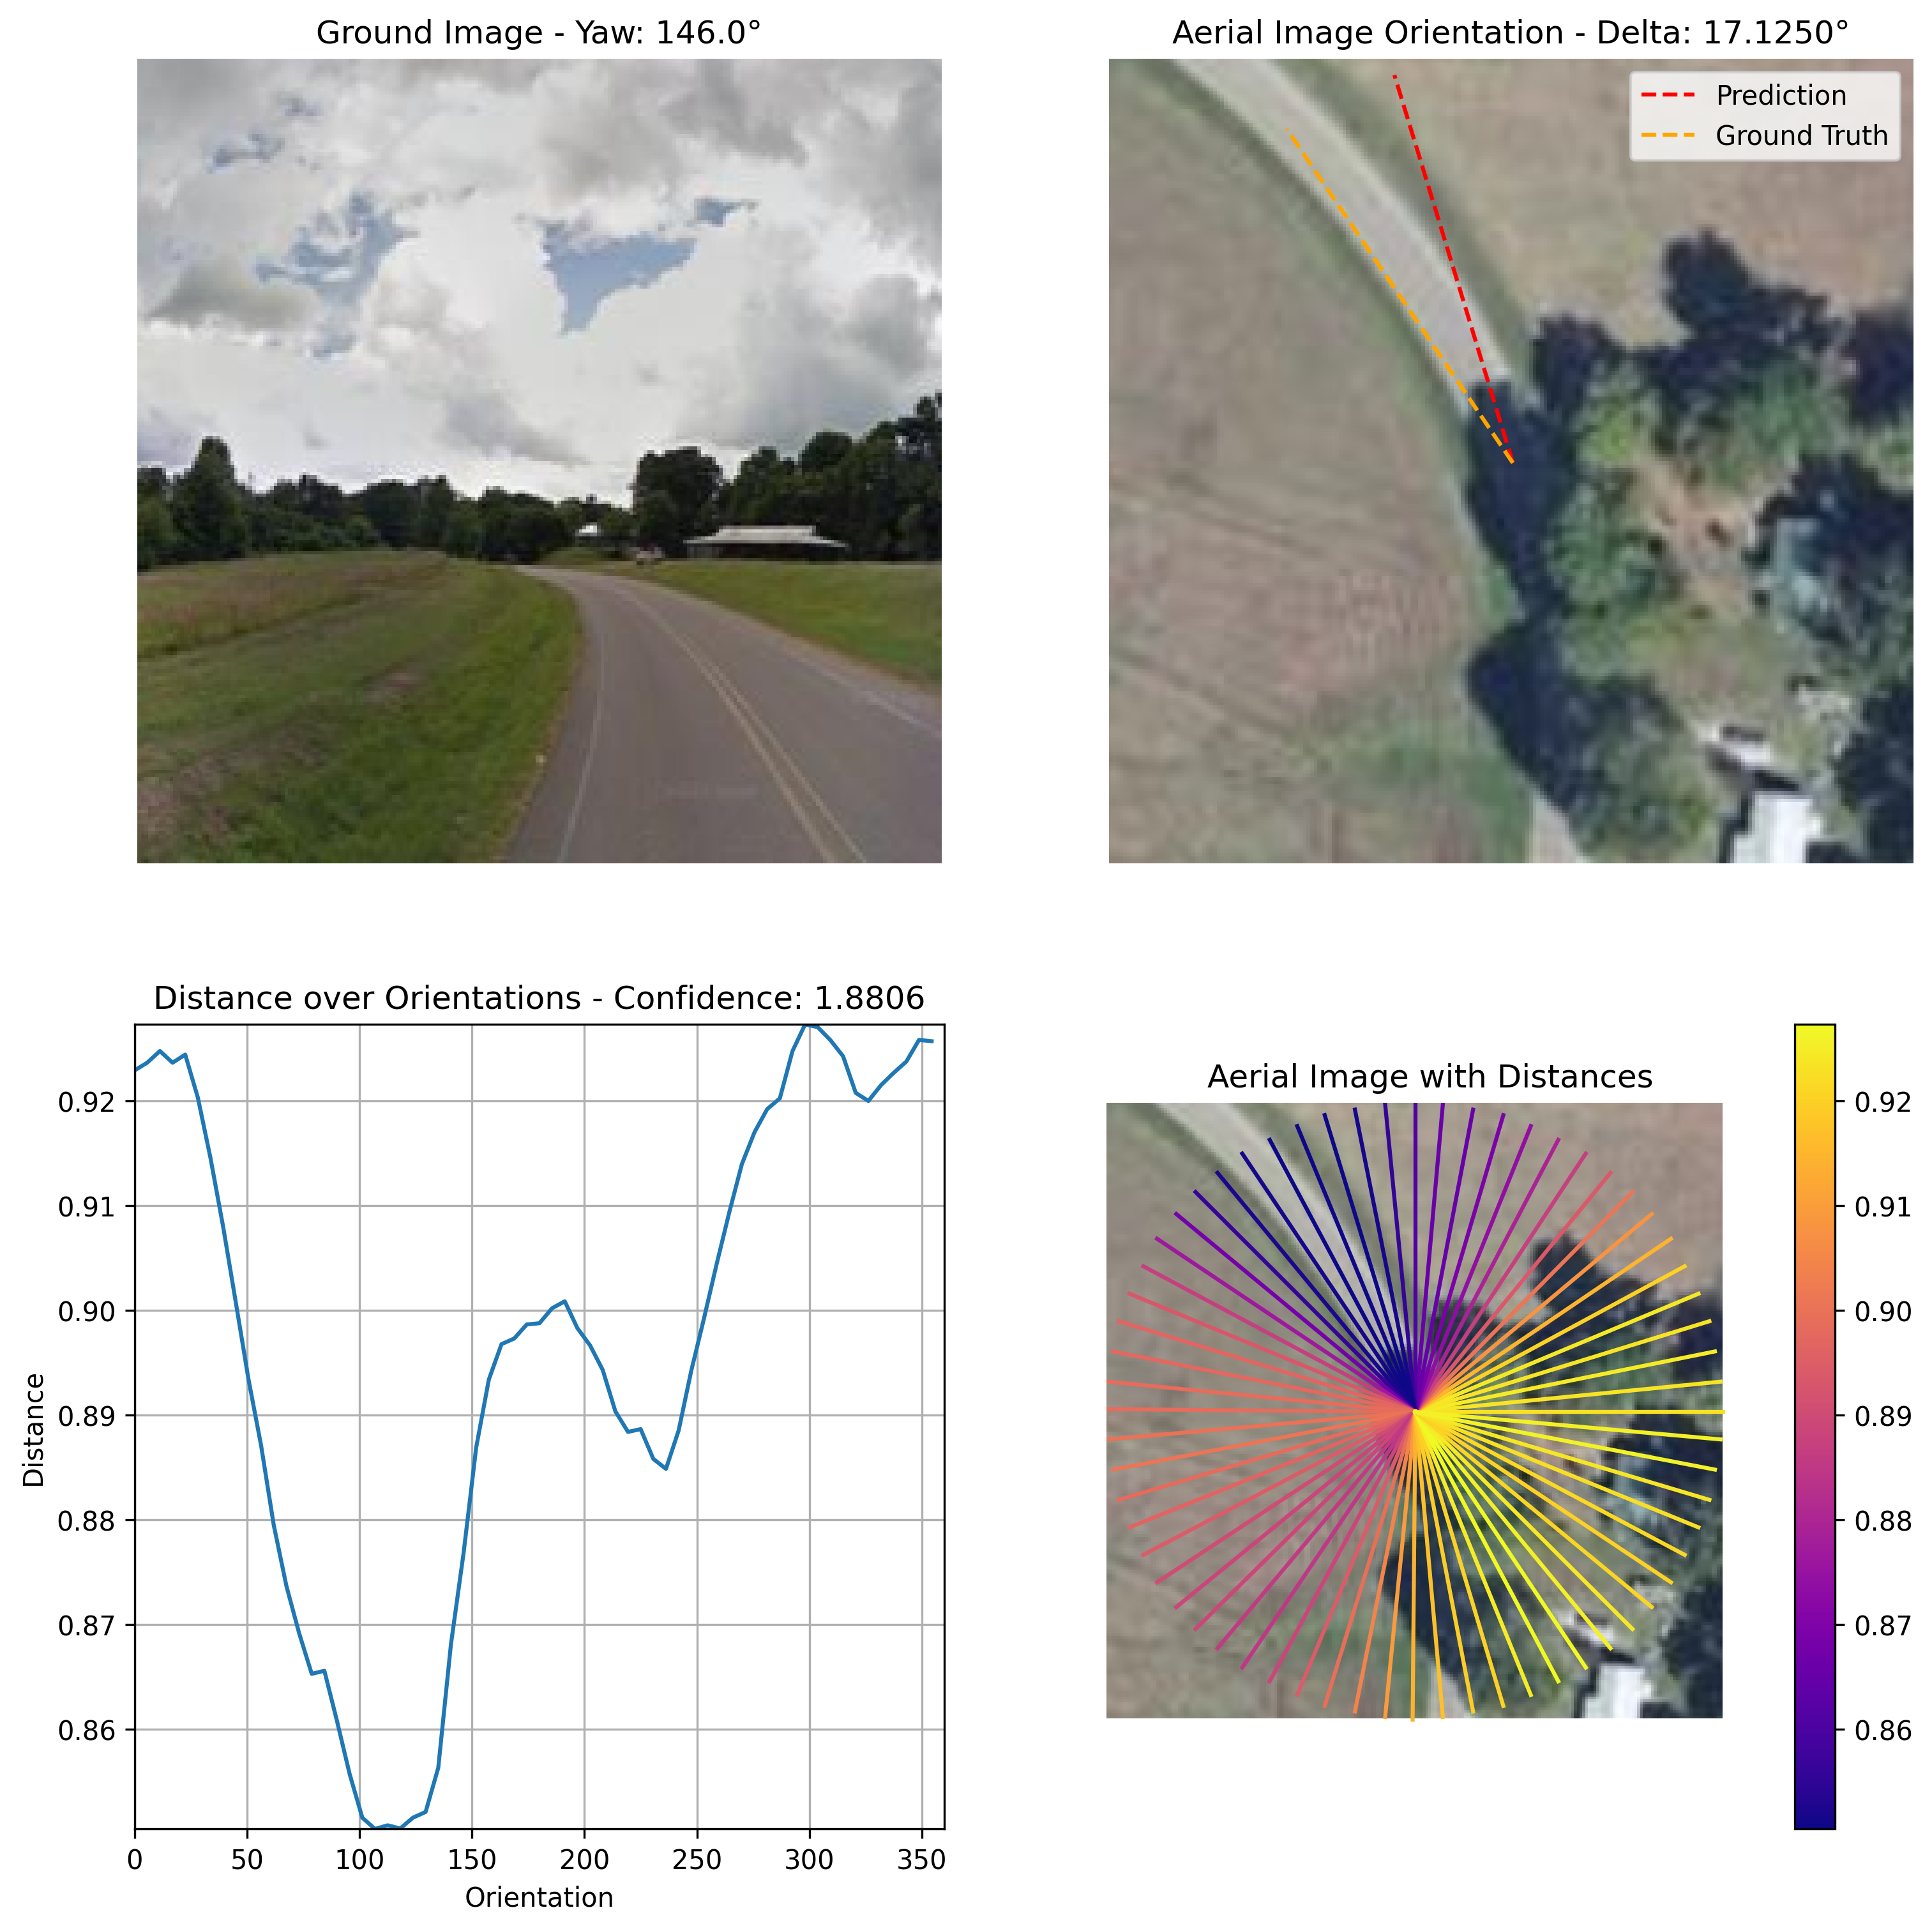 Ground Image - Yaw: 146.0°
Aerial Image Orientation - Delta: 17.1250°
Prediction
Ground Truth
Distance over Orientations - Confidence: 1.8806
0.92
0.91
0.90
0.89
0.88
0.87
0.86
Distance
0 50 100 150 200 250 300 350
Orientation
Aerial Image with Distances
0.92
0.91
0.90
0.89
0.88
0.87
0.86